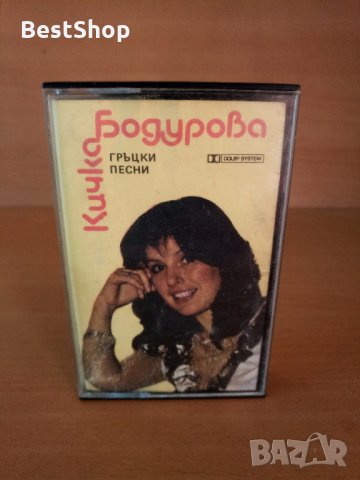 BestShop
Кичка
Бодурова
ГРЪЦКИ
ПЕСНИ
DOLBY SYSTEM
BAZAR